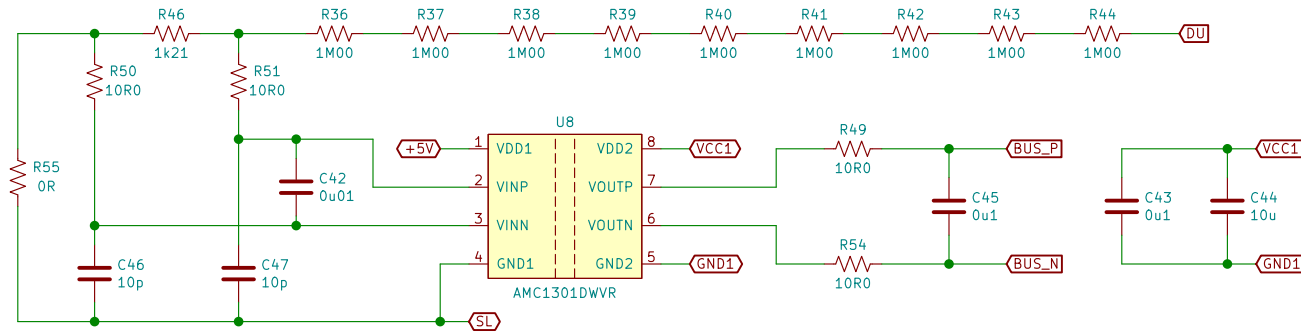 R46 R36 R37 R38 R39 R40 R41 R42 R43 R44
DU
1k21 1M00 1M00 1M00 1M00 1M00 1M00 1M00 1M00 1M00
R50 R51
10R0 10R0
U8
R49
+5V 1 VDD1 VDD2 8 VCC1 BUS_P VCC1
10R0
R55
0R
C42
0u01
2 VINP VOUTP 7
C45
0u1
C43
0u1
C44
10u
3 VINN VOUTN 6
R54
C46
10p
C47
10p
4 GND1 GND2 5 GND1 BUS_N GND1
10R0
AMC1301DWVR
SL